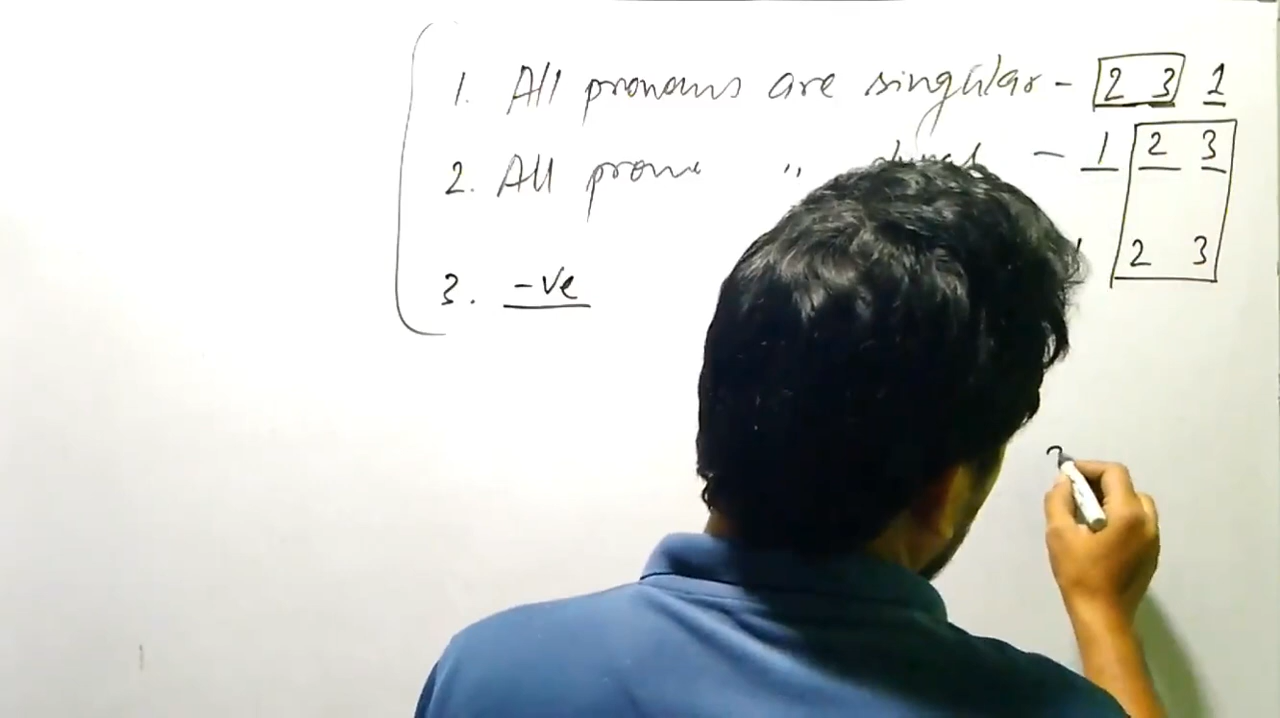 1. All pronouns are singular - 2 3 1
2. All prono " - 1 2 3
2 3
3. -ve